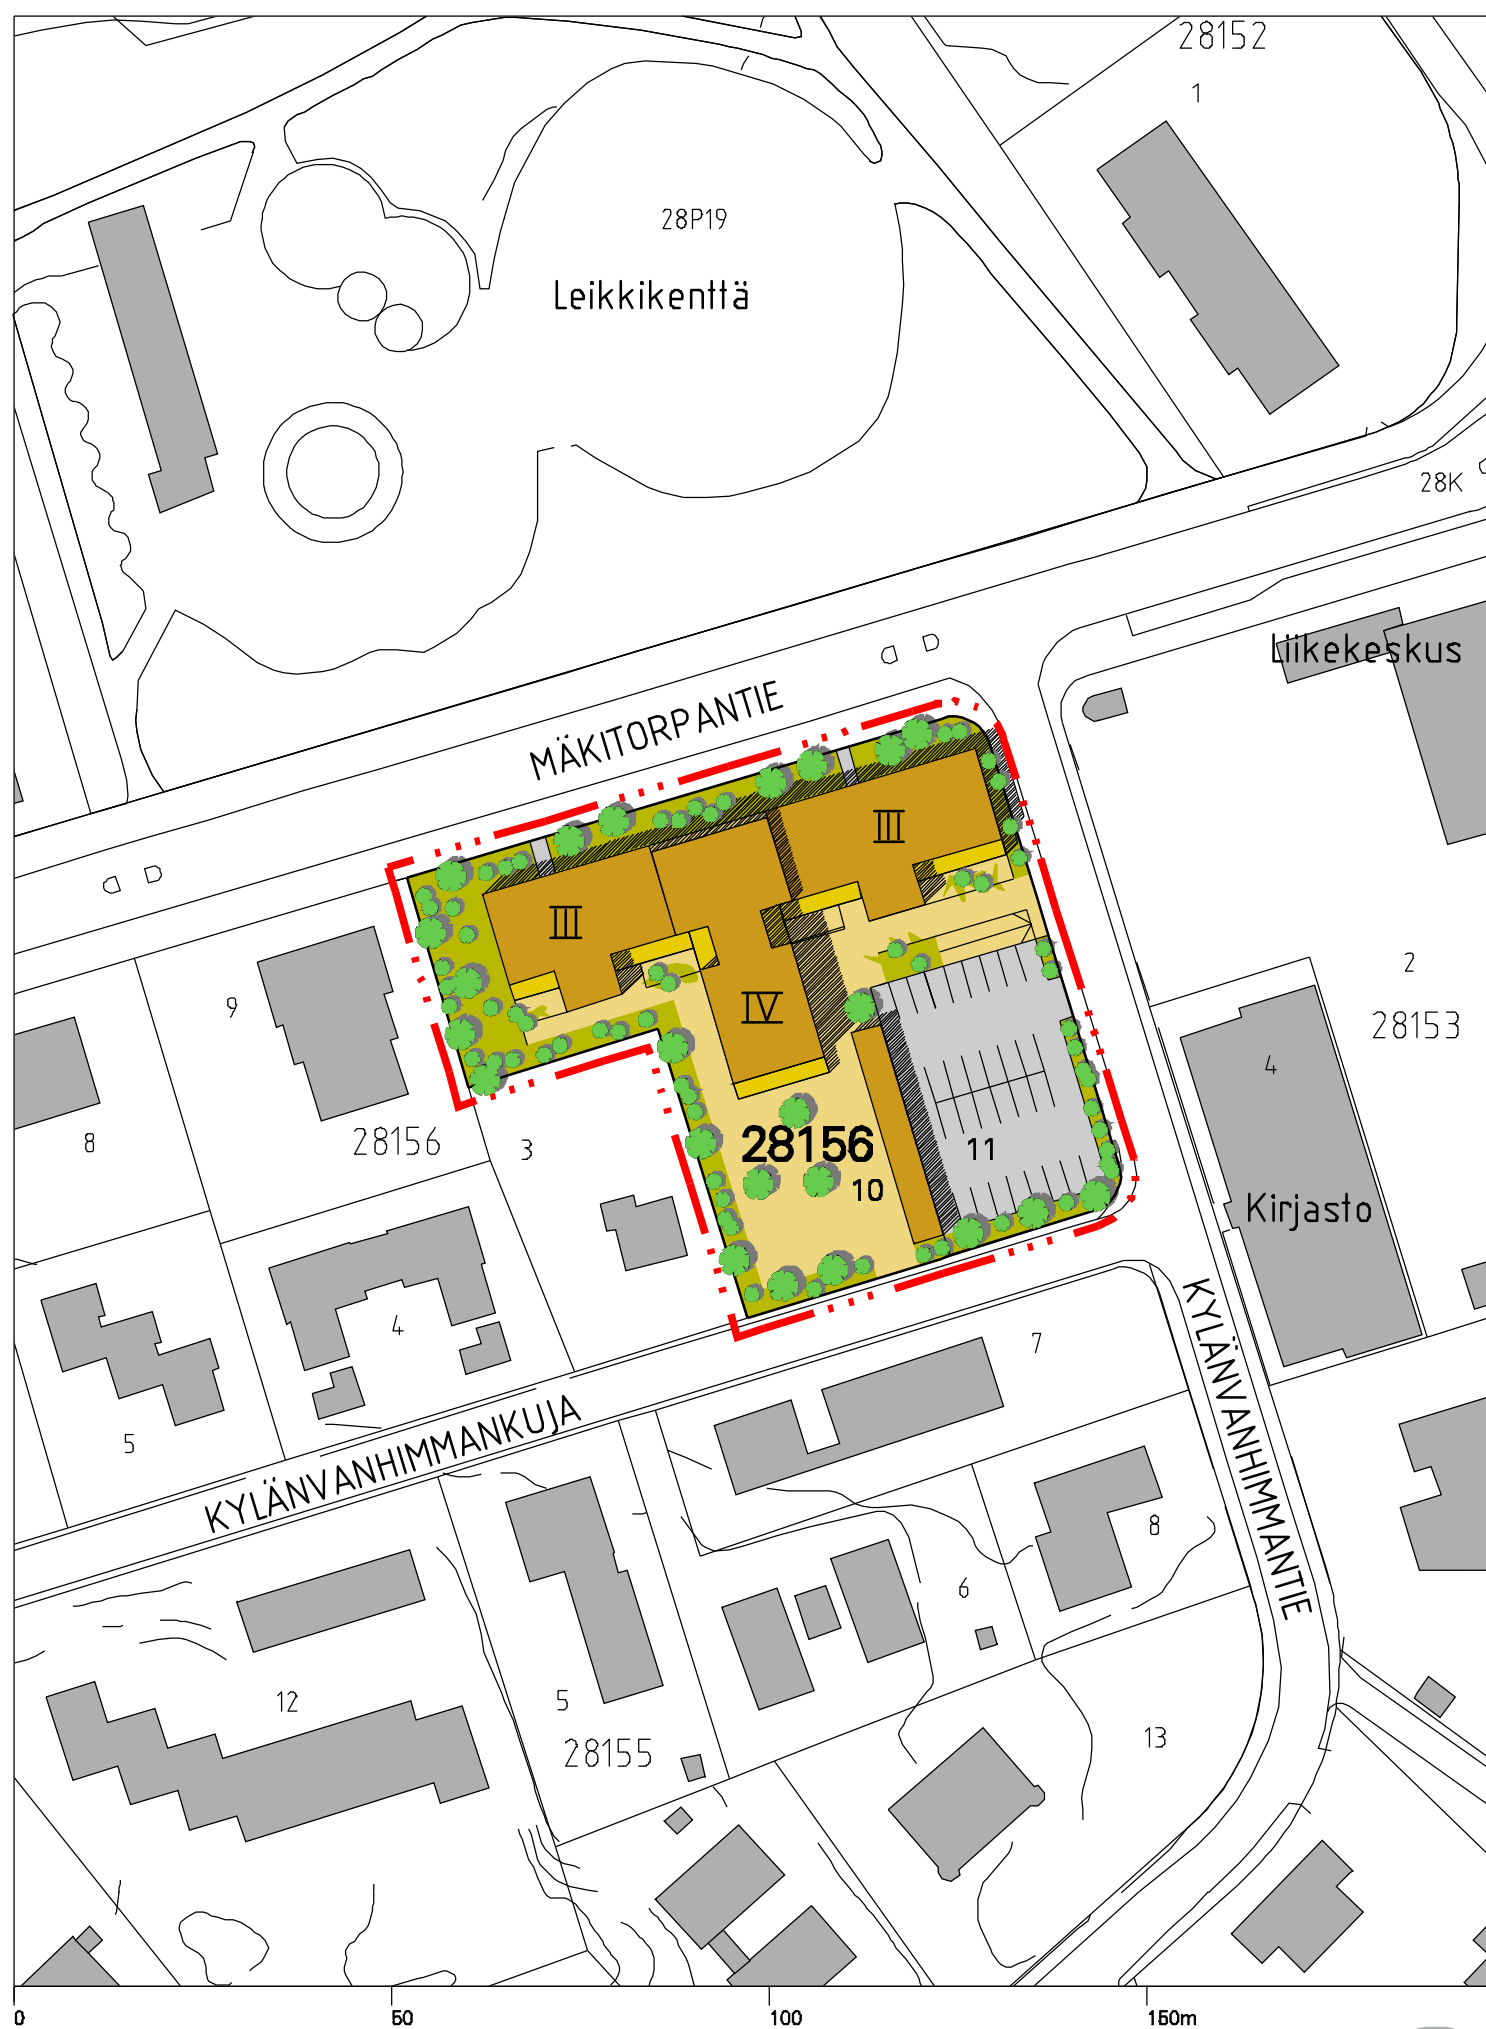 28152
1
28P19
Leikkikenttä
28K
Liikekeskus
MÄKITORPANTIE
III
III
2
9
IV
28153
4
8
28156
3
28156
11
10
Kirjasto
4
7
5
KYLÄNVANHIMMANKUJA
KYLÄNVANHIMMANTIE
8
6
12
5
13
28155
0
50
100
150m